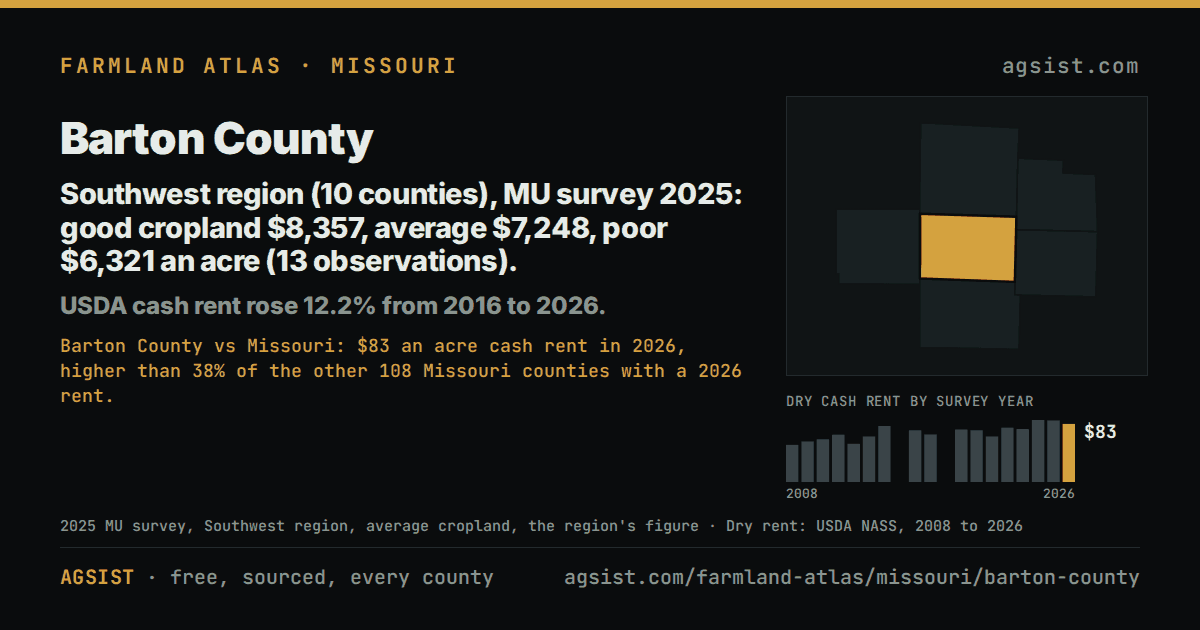 FARMLAND ATLAS · MISSOURI
agsist.com
Barton County
Southwest region (10 counties), MU survey 2025:
good cropland $8,357, average $7,248, poor
$6,321 an acre (13 observations).
USDA cash rent rose 12.2% from 2016 to 2026.
Barton County vs Missouri: $83 an acre cash rent in 2026,
higher than 38% of the other 108 Missouri counties with a 2026
rent.
DRY CASH RENT BY SURVEY YEAR
$83
2008 2026
2025 MU survey, Southwest region, average cropland, the region's figure · Dry rent: USDA NASS, 2008 to 2026
AGSIST · free, sourced, every county
agsist.com/farmland-atlas/missouri/barton-county